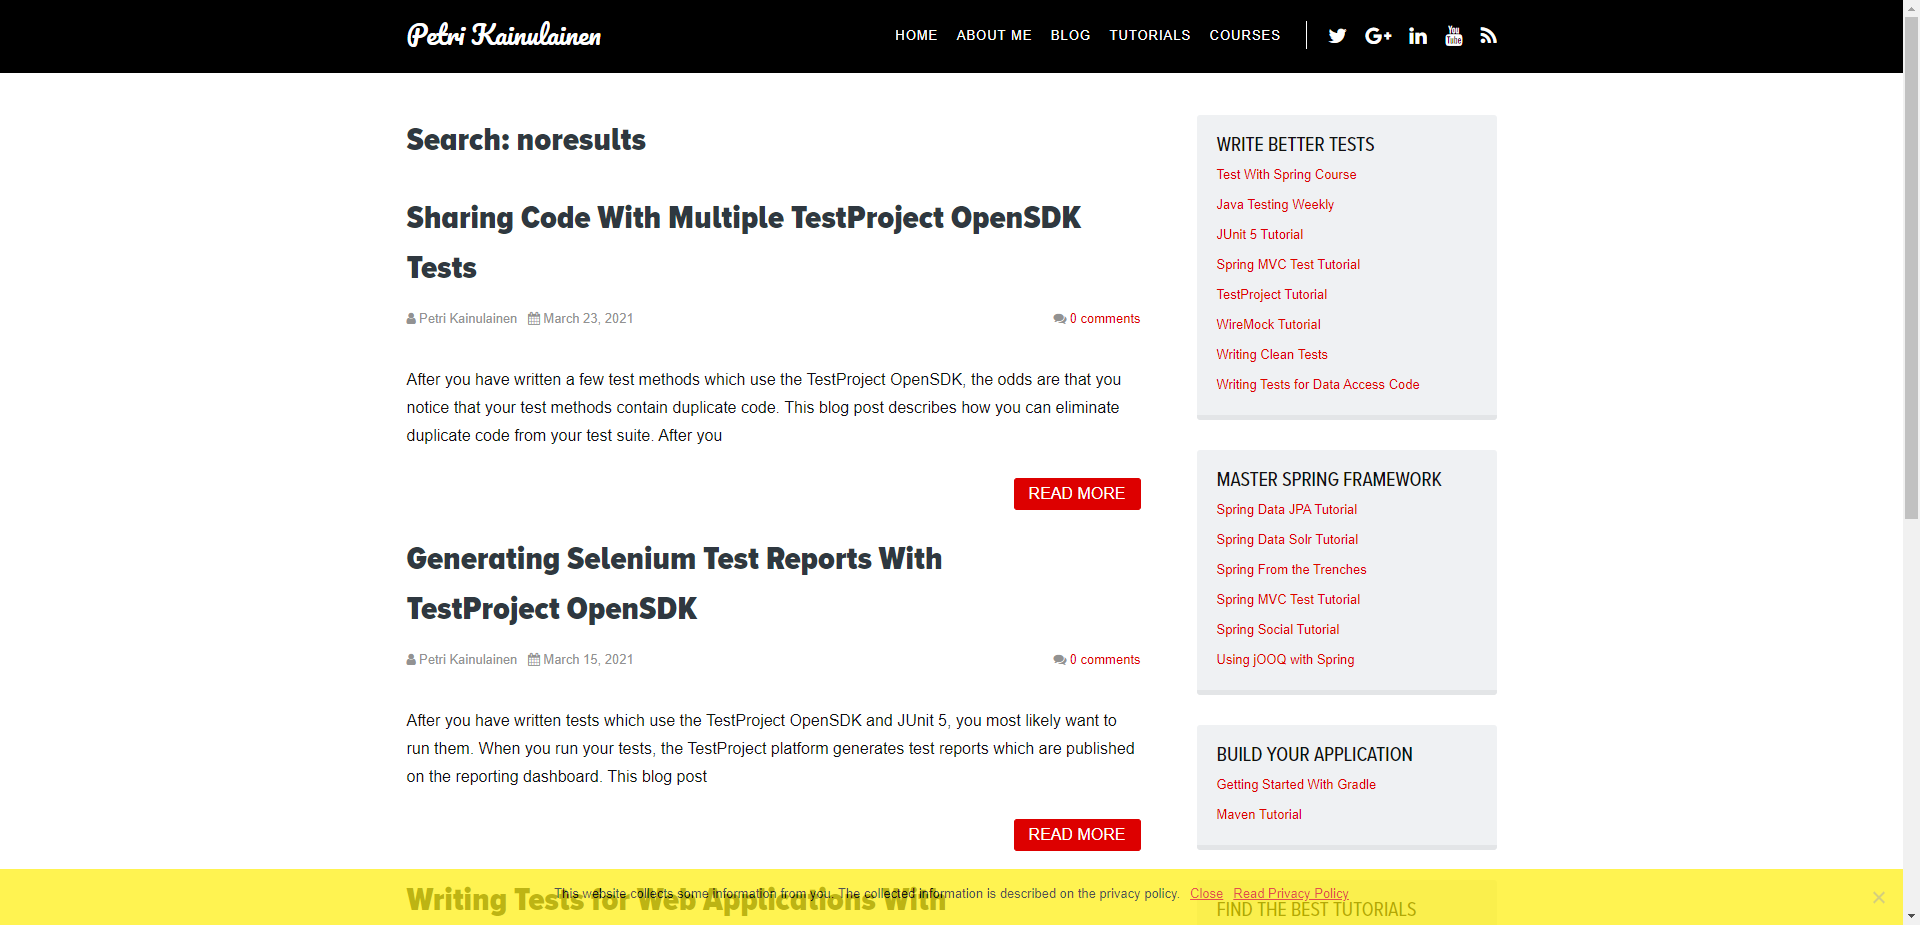 Petri Kainulainen
HOME ABOUT ME BLOG TUTORIALS COURSES
You
Tube
Search: noresults
Sharing Code With Multiple TestProject OpenSDK
Tests
Petri Kainulainen March 23, 2021 0 comments
After you have written a few test methods which use the TestProject OpenSDK, the odds are that you
notice that your test methods contain duplicate code. This blog post describes how you can eliminate
duplicate code from your test suite. After you
READ MORE
Generating Selenium Test Reports With
TestProject OpenSDK
Petri Kainulainen March 15, 2021 0 comments
After you have written tests which use the TestProject OpenSDK and JUnit 5, you most likely want to
run them. When you run your tests, the TestProject platform generates test reports which are published
on the reporting dashboard. This blog post
READ MORE
Writing Tests for Web Applications With
WRITE BETTER TESTS
Test With Spring Course
Java Testing Weekly
JUnit 5 Tutorial
Spring MVC Test Tutorial
TestProject Tutorial
WireMock Tutorial
Writing Clean Tests
Writing Tests for Data Access Code
MASTER SPRING FRAMEWORK
Spring Data JPA Tutorial
Spring Data Solr Tutorial
Spring From the Trenches
Spring MVC Test Tutorial
Spring Social Tutorial
Using jOOQ with Spring
BUILD YOUR APPLICATION
Getting Started With Gradle
Maven Tutorial
FIND THE BEST TUTORIALS
This website collects some information from you. The collected information is described on the privacy policy. Close Read Privacy Policy